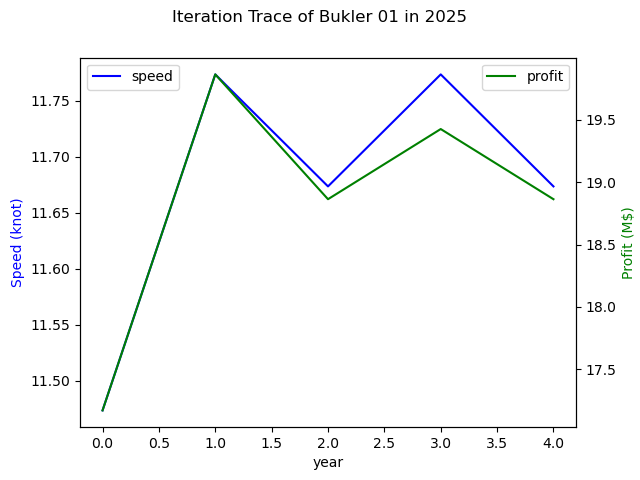 Iteration Trace of Bukler 01 in 2025
speed
profit
11.75
11.70
11.65
11.60
11.55
11.50
Speed (knot)
19.5
19.0
18.5
18.0
17.5
Profit (M$)
0.0 0.5 1.0 1.5 2.0 2.5 3.0 3.5 4.0
year